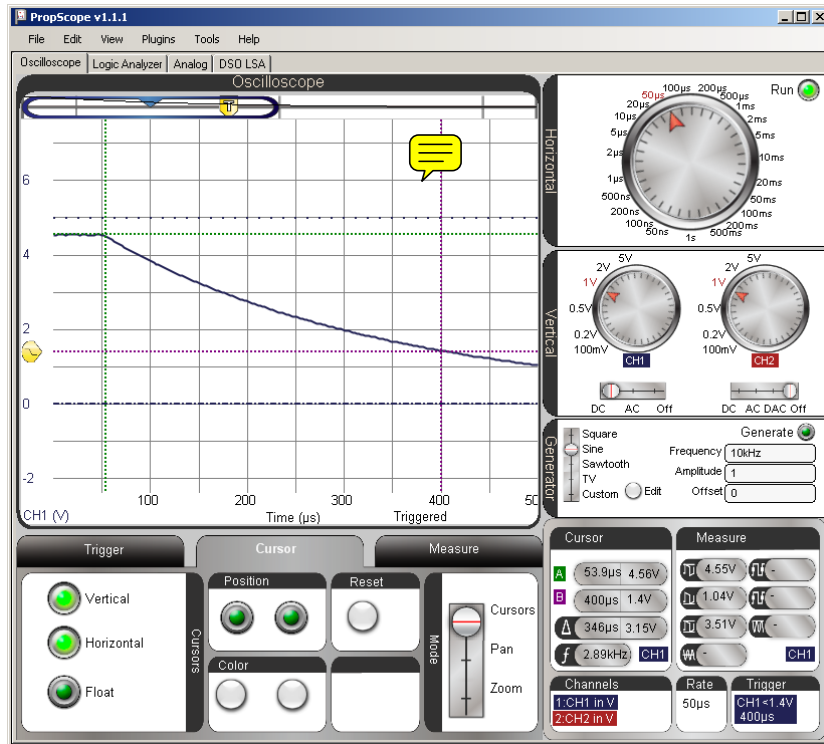 PropScope v1.1.1
File Edit View Plugins Tools Help
Oscilloscope Logic Analyzer Analog DSO LSA
Oscilloscope
T
6
4
2
0
-2
100 200 300 400 50
CH1 (V) Time (µs) Triggered
Horizontal
Run
50ns
100ns
200ns
500ns
1µs
2µs
5µs
10µs
20µs
50µs
100µs
200µs
500µs
1ms
2ms
5ms
10ms
20ms
50ms
100ms
200ms
500ms
1s
Vertical
5V
2V
1V
0.5V
0.2V
100mV
CH1
DC AC Off
5V
2V
1V
0.5V
0.2V
100mV
CH2
DC AC DAC Off
Generator
Square
Sine
Sawtooth
TV
Custom Edit
Generate
Frequency 10kHz
Amplitude 1
Offset 0
Trigger Cursor Measure
Vertical
Horizontal
Float
Cursors
Position
Reset
Color
Mode
Cursors
Pan
Zoom
Cursor
A 53.9µs 4.56V
B 400µs 1.4V
Δ 346µs 3.15V
f 2.89kHz CH1
Measure
4.55V -
1.04V -
3.51V -
- CH1
Channels
1:CH1 in V
2:CH2 in V
Rate
50µs
Trigger
CH1<1.4V
400µs